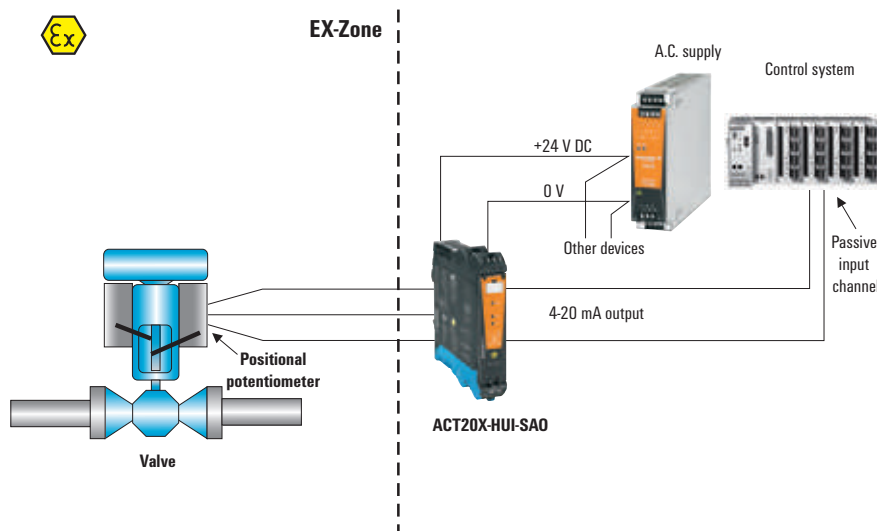 Ex
EX-Zone
A.C. supply
Control system
+24 V DC
0 V
Other devices
Passive
input
channel
4-20 mA output
Positional
potentiometer
ACT20X-HUI-SAO
Valve